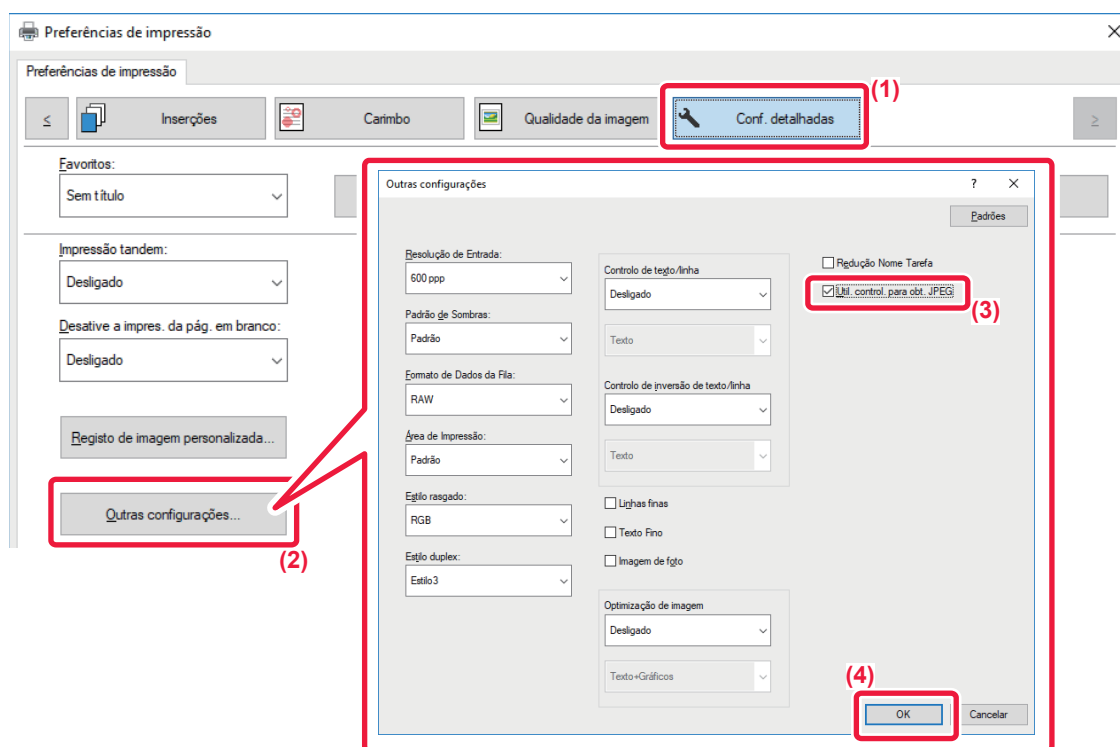 Preferências de impressão
Preferências de impressão
(1)
<
Inserções
Carimbo
Qualidade da imagem
Conf. detalhadas
>
Favoritos:
Sem título
Impressão tandem:
Desligado
Desative a impres. da pág. em branco:
Desligado
Registo de imagem personalizada...
Outras configurações...
(2)
Outras configurações
?
Padrões
Resolução de Entrada:
600 ppp
Padrão de Sombras:
Padrão
Formato de Dados da Fila:
RAW
Área de Impressão:
Padrão
Estilo rasgado:
RGB
Estilo duplex:
Estilo3
Controlo de texto/linha
Desligado
Texto
Controlo de inversão de texto/linha
Desligado
Texto
Linhas finas
Texto Fino
Imagem de foto
Optimização de imagem
Desligado
Texto+Gráficos
Redução Nome Tarefa
Util. control. para obt. JPEG
(3)
(4)
OK
Cancelar